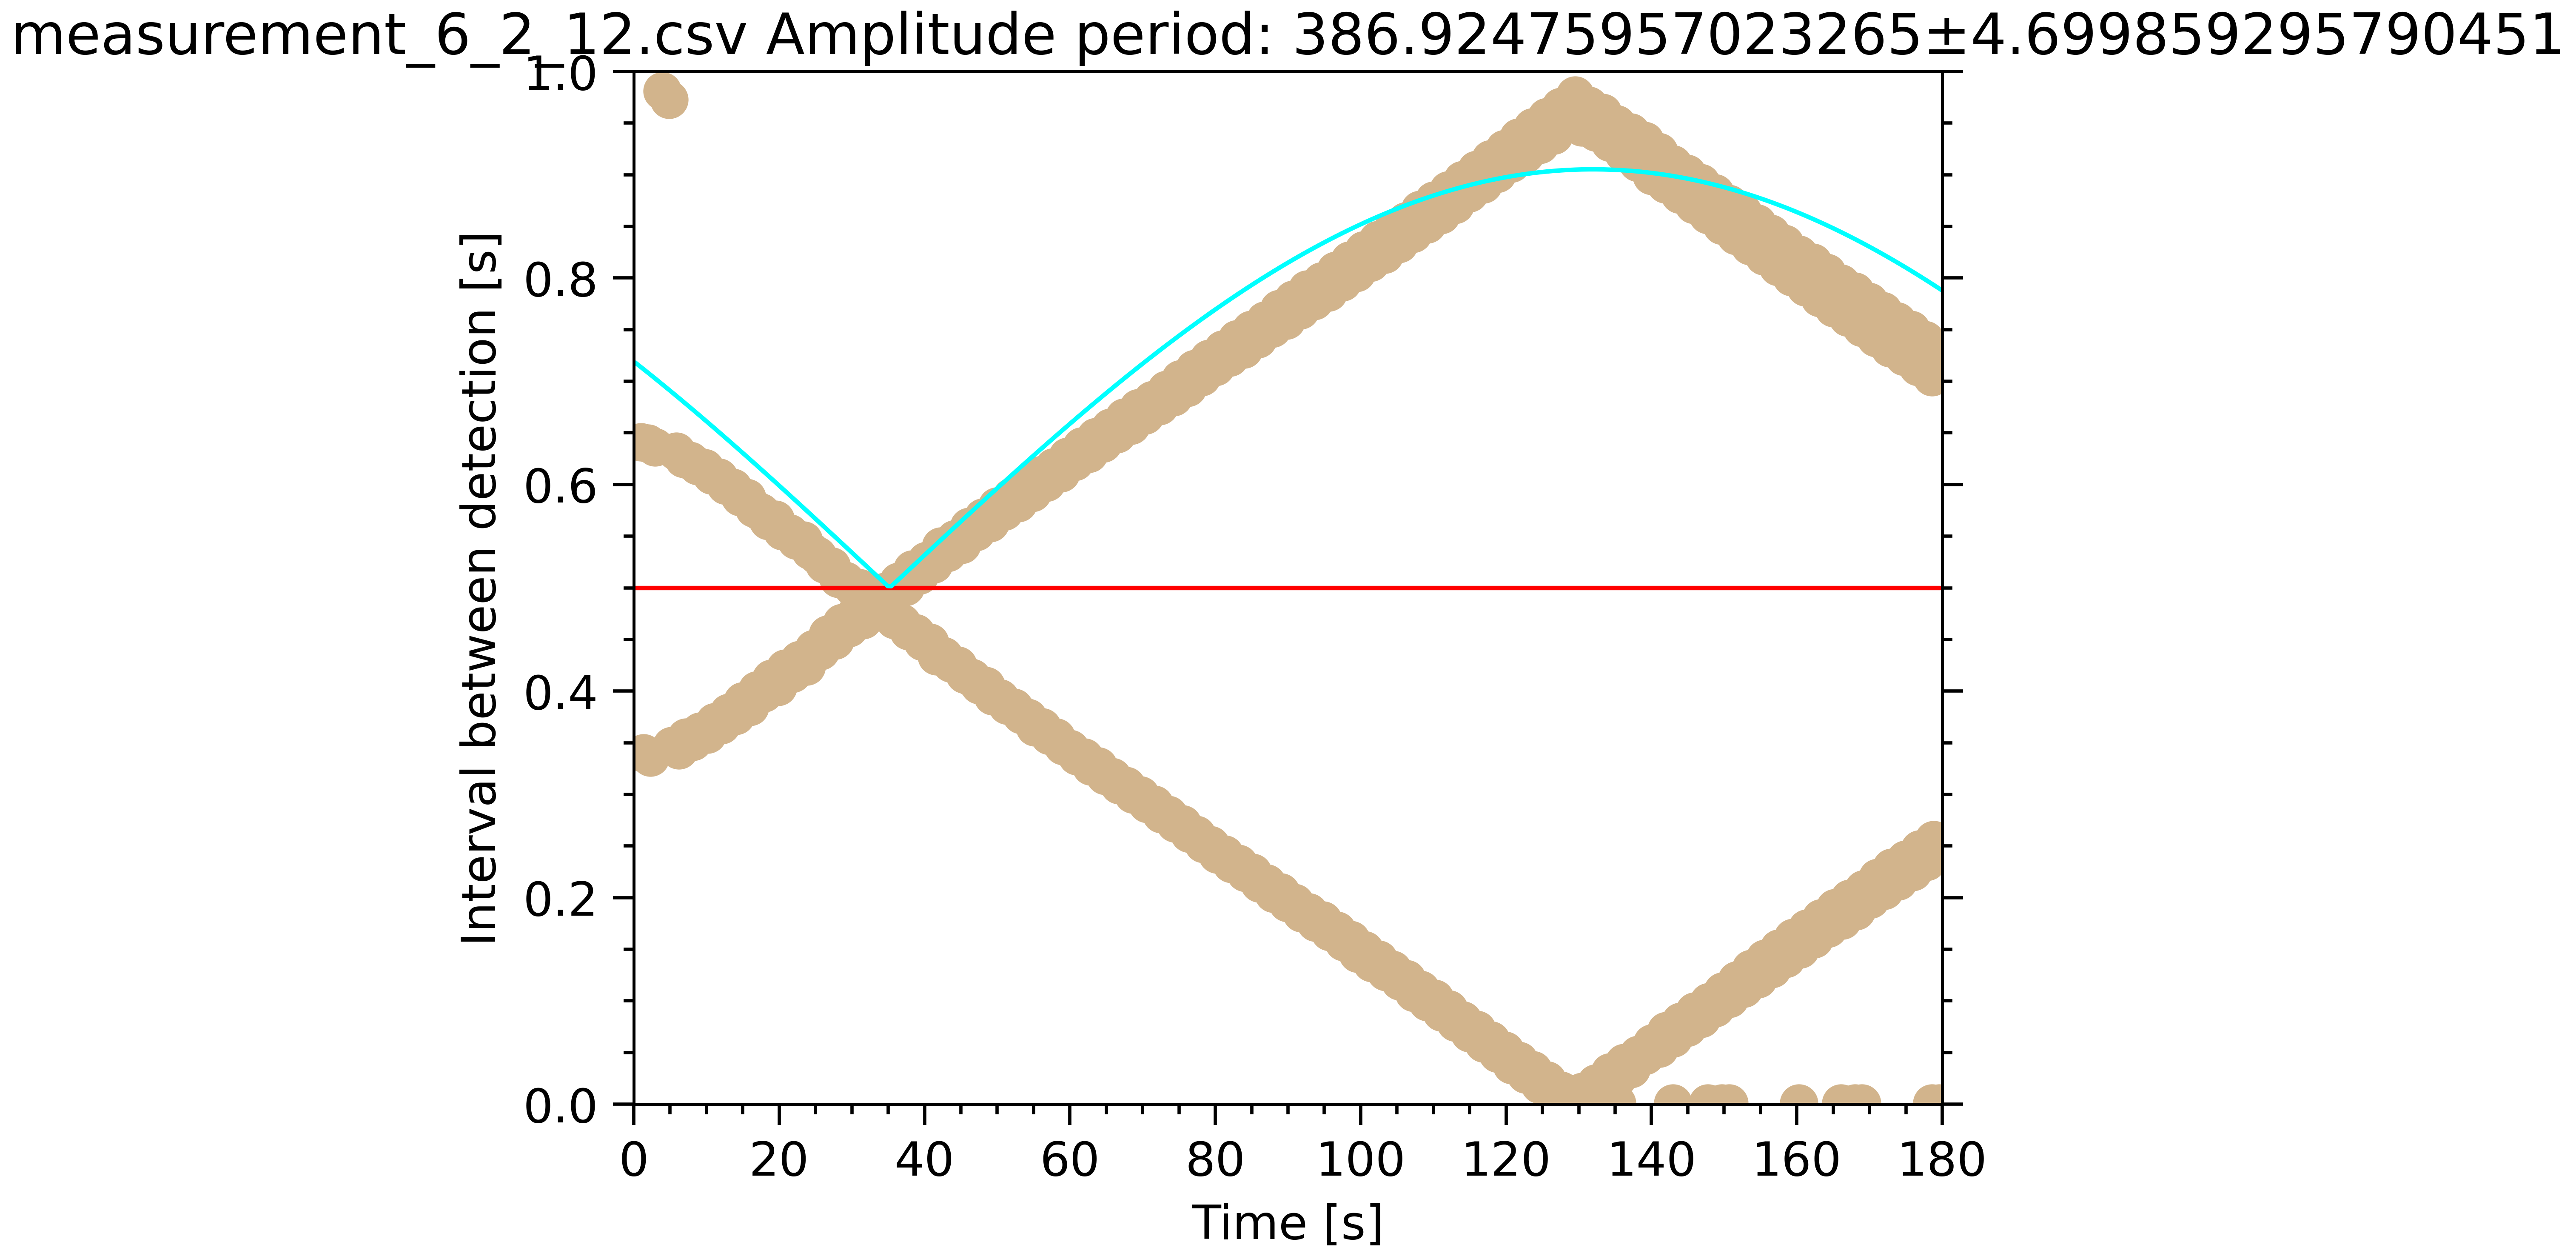 measurement_6_2_12.csv Amplitude period: 386.92475957023265±4.699859295790451
1.0
0.8
0.6
0.4
0.2
0.0
Interval between detection [s]
0 20 40 60 80 100 120 140 160 180
Time [s]